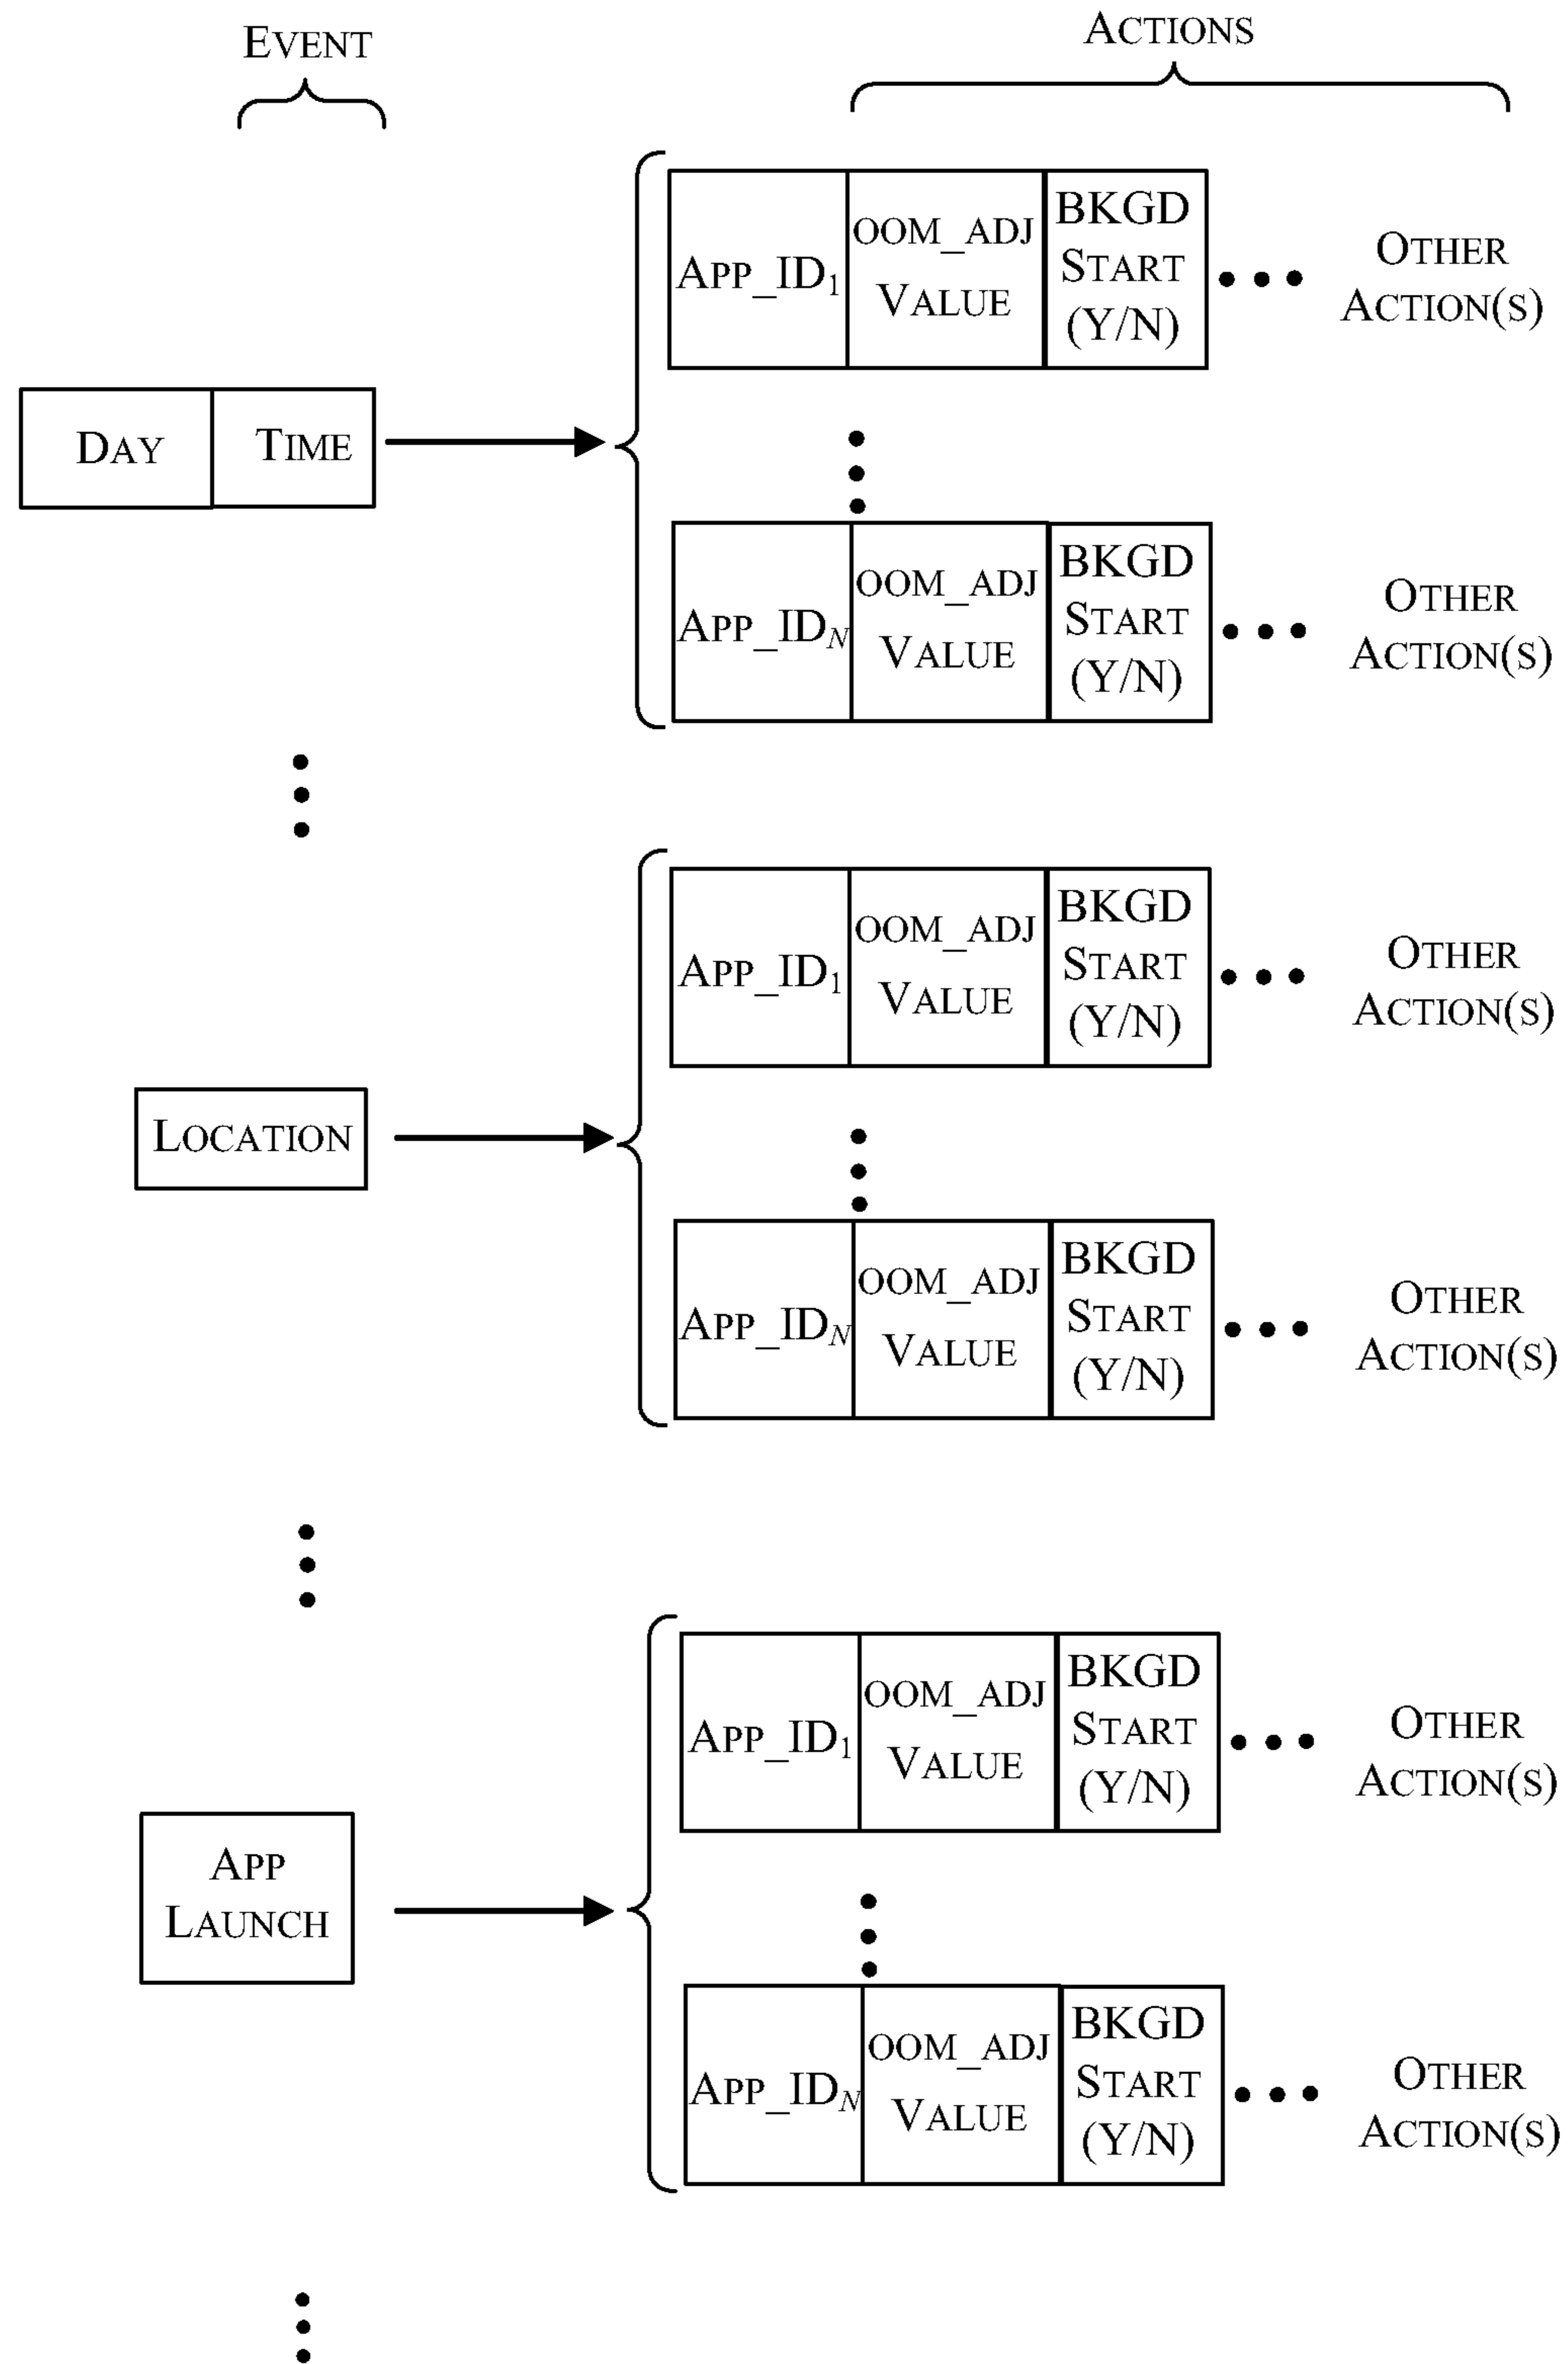 EVENT
ACTIONS
APP_ID1
OOM_ADJ
VALUE
BKGD
START
(Y/N)
OTHER
ACTION(S)
DAY
TIME
APP_IDN
OOM_ADJ
VALUE
BKGD
START
(Y/N)
OTHER
ACTION(S)
APP_ID1
OOM_ADJ
VALUE
BKGD
START
(Y/N)
OTHER
ACTION(S)
LOCATION
APP_IDN
OOM_ADJ
VALUE
BKGD
START
(Y/N)
OTHER
ACTION(S)
APP_ID1
OOM_ADJ
VALUE
BKGD
START
(Y/N)
OTHER
ACTION(S)
APP
LAUNCH
APP_IDN
OOM_ADJ
VALUE
BKGD
START
(Y/N)
OTHER
ACTION(S)